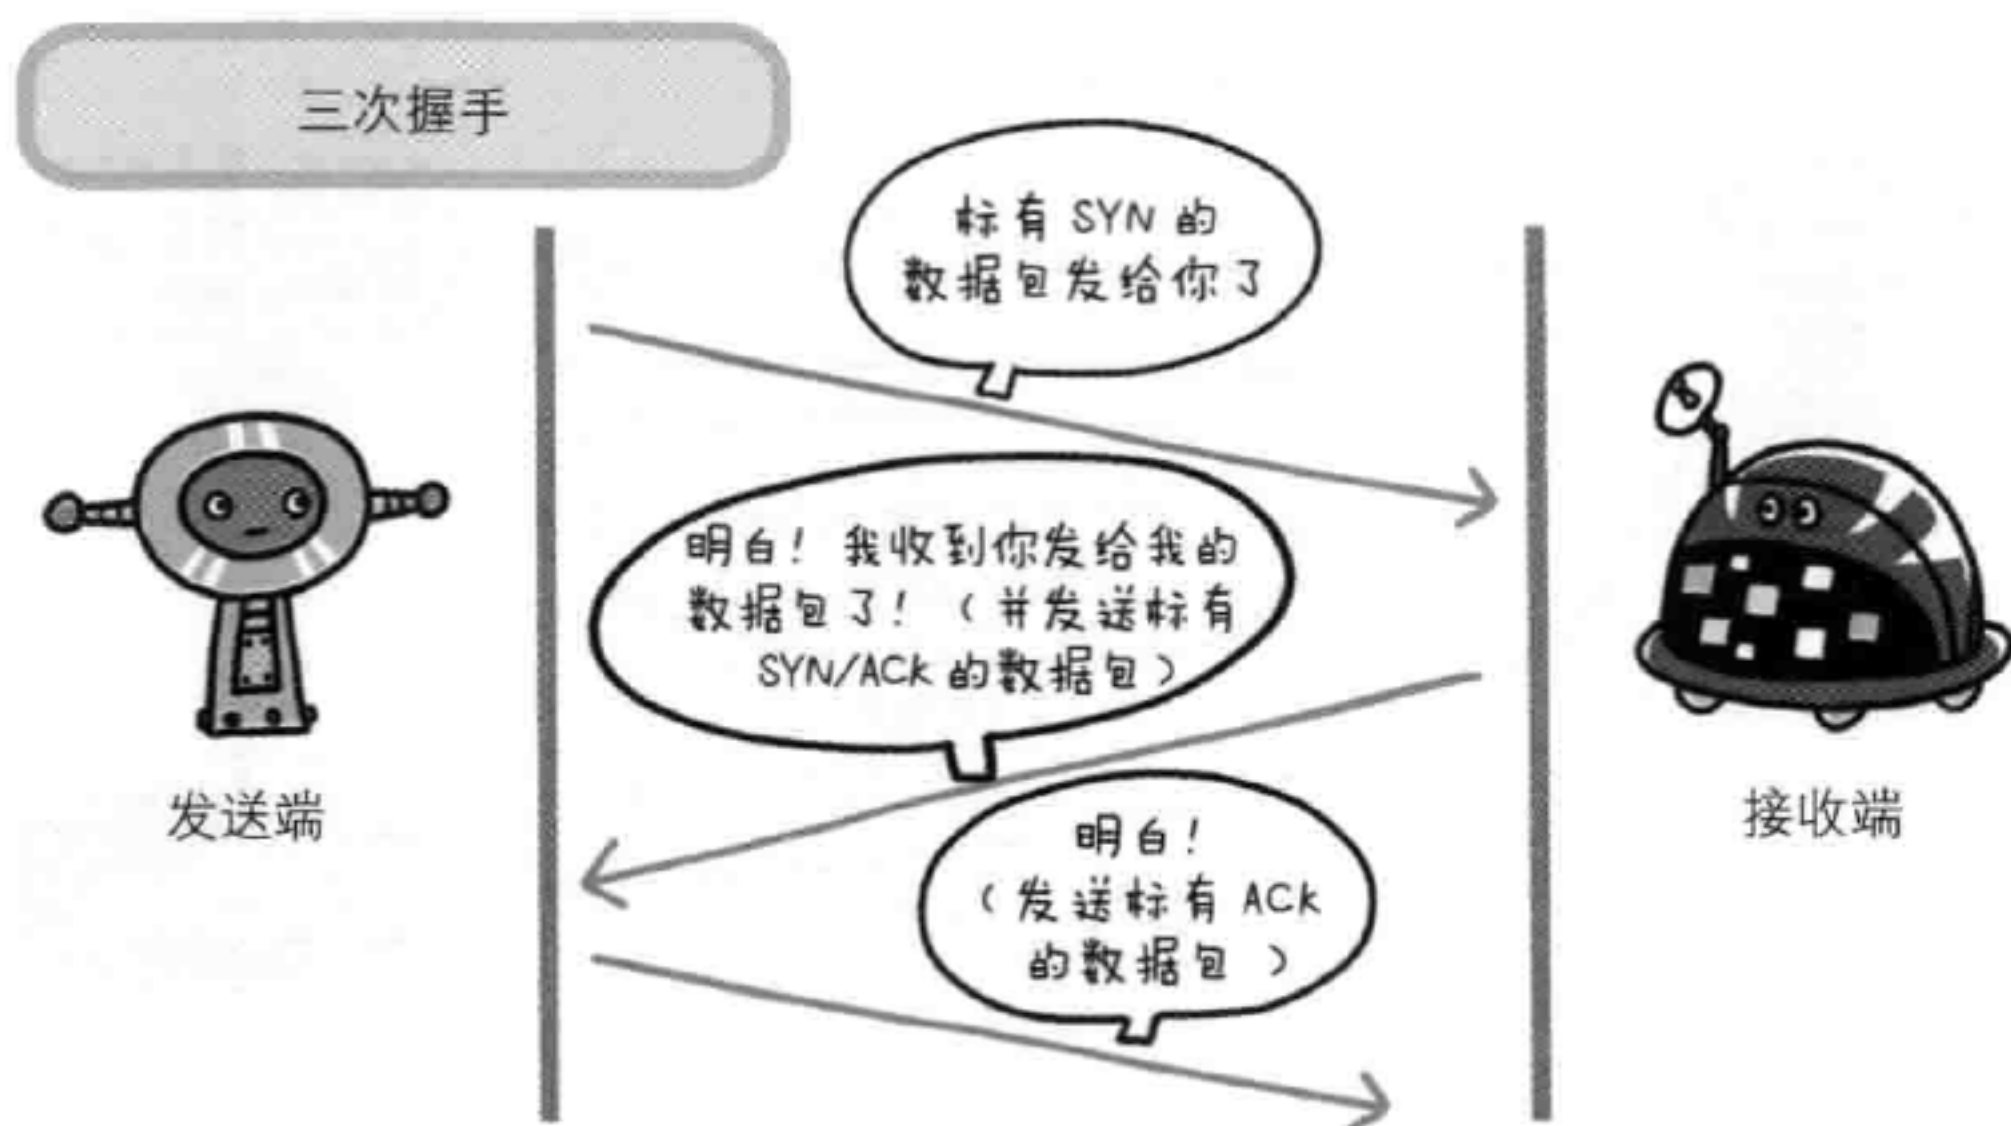 三次握手
标有 SYN 的
数据包发给你了
明白！我收到你发给我的
数据包了！（并发送标有
SYN/ACK 的数据包）
发送端
接收端
明白！
（发送标有 ACK
的数据包）